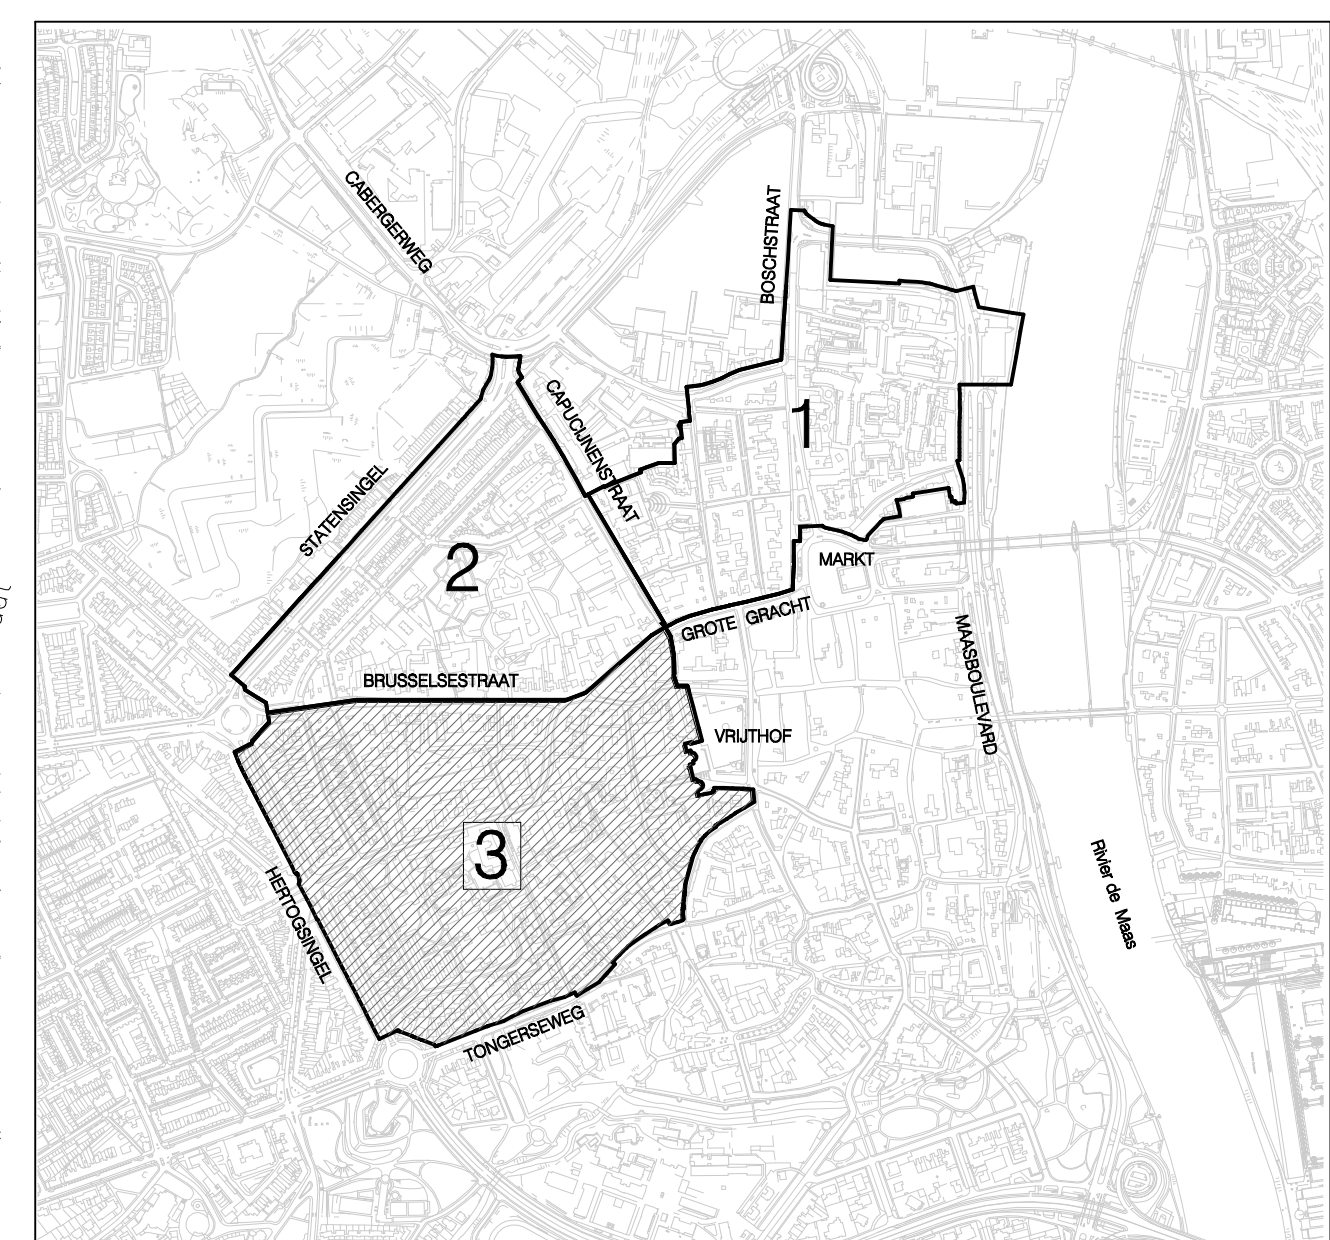 CABERGERWEG
BOSCHSTRAAT
CAPUCIJNENSTRAAT
1
STATENSINGEL
2
MARKT
GROTE GRACHT
MAASBOULEVARD
BRUSSELSESTRAAT
VRIJTHOF
3
Rivier de Maas
HERTOGSINGEL
TONGERSEWEG